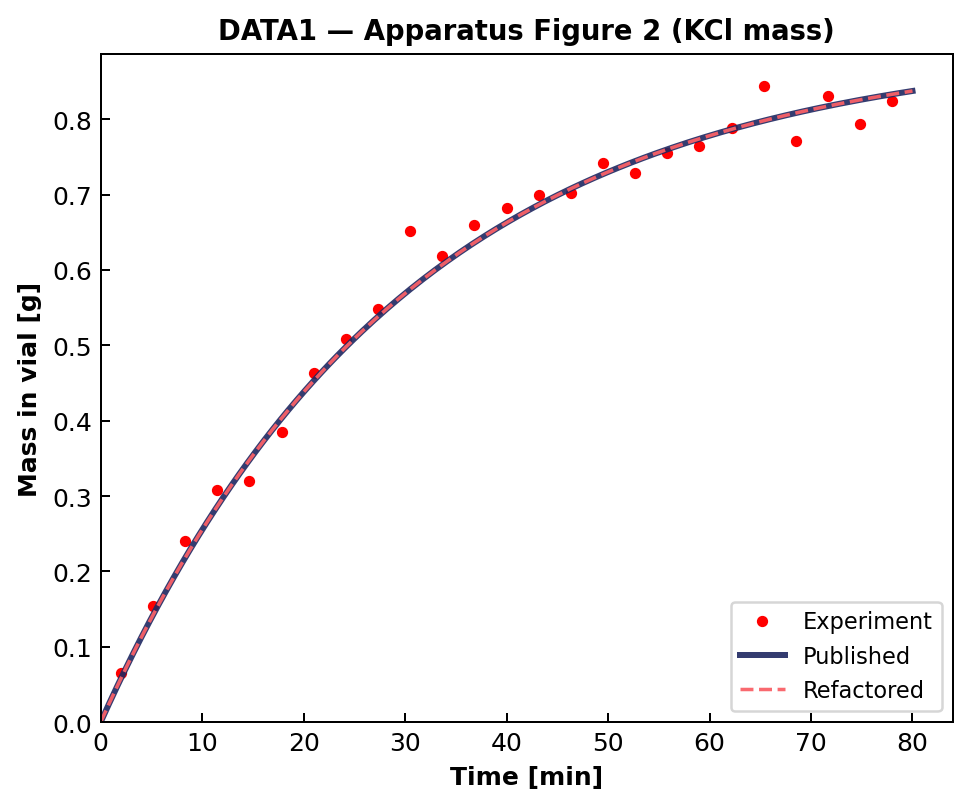 DATA1 — Apparatus Figure 2 (KCl mass)
Mass in vial [g]
0.8
0.7
0.6
0.5
0.4
0.3
0.2
0.1
0.0
0 10 20 30 40 50 60 70 80
Time [min]
Experiment
Published
Refactored